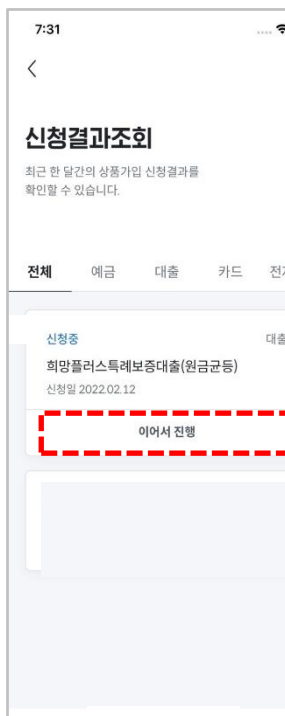 7:31
신청결과조회
최근 한 달간의 상품가입 신청결과를
확인할 수 있습니다.
전체 예금 대출 카드
신청중 대출
희망플러스특례보증대출(원금균등)
신청일 2022.02.12
이어서 진행